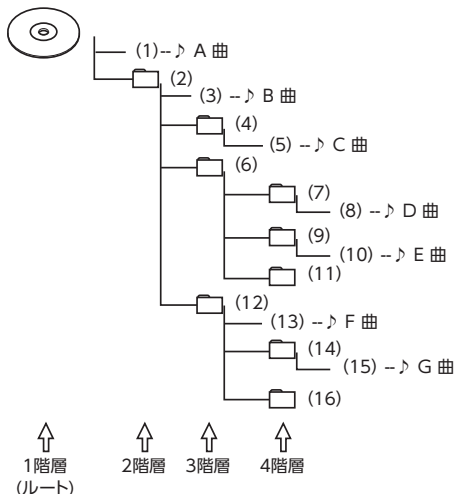 (1)--♪ A 曲
(2)
(3) --♪ B 曲
(4)
(5) --♪ C 曲
(6)
(7)
(8) --♪ D 曲
(9)
(10) --♪ E 曲
(11)
(12)
(13) --♪ F 曲
(14)
(15) --♪ G 曲
(16)
1階層 2階層 3階層 4階層
(ルート)